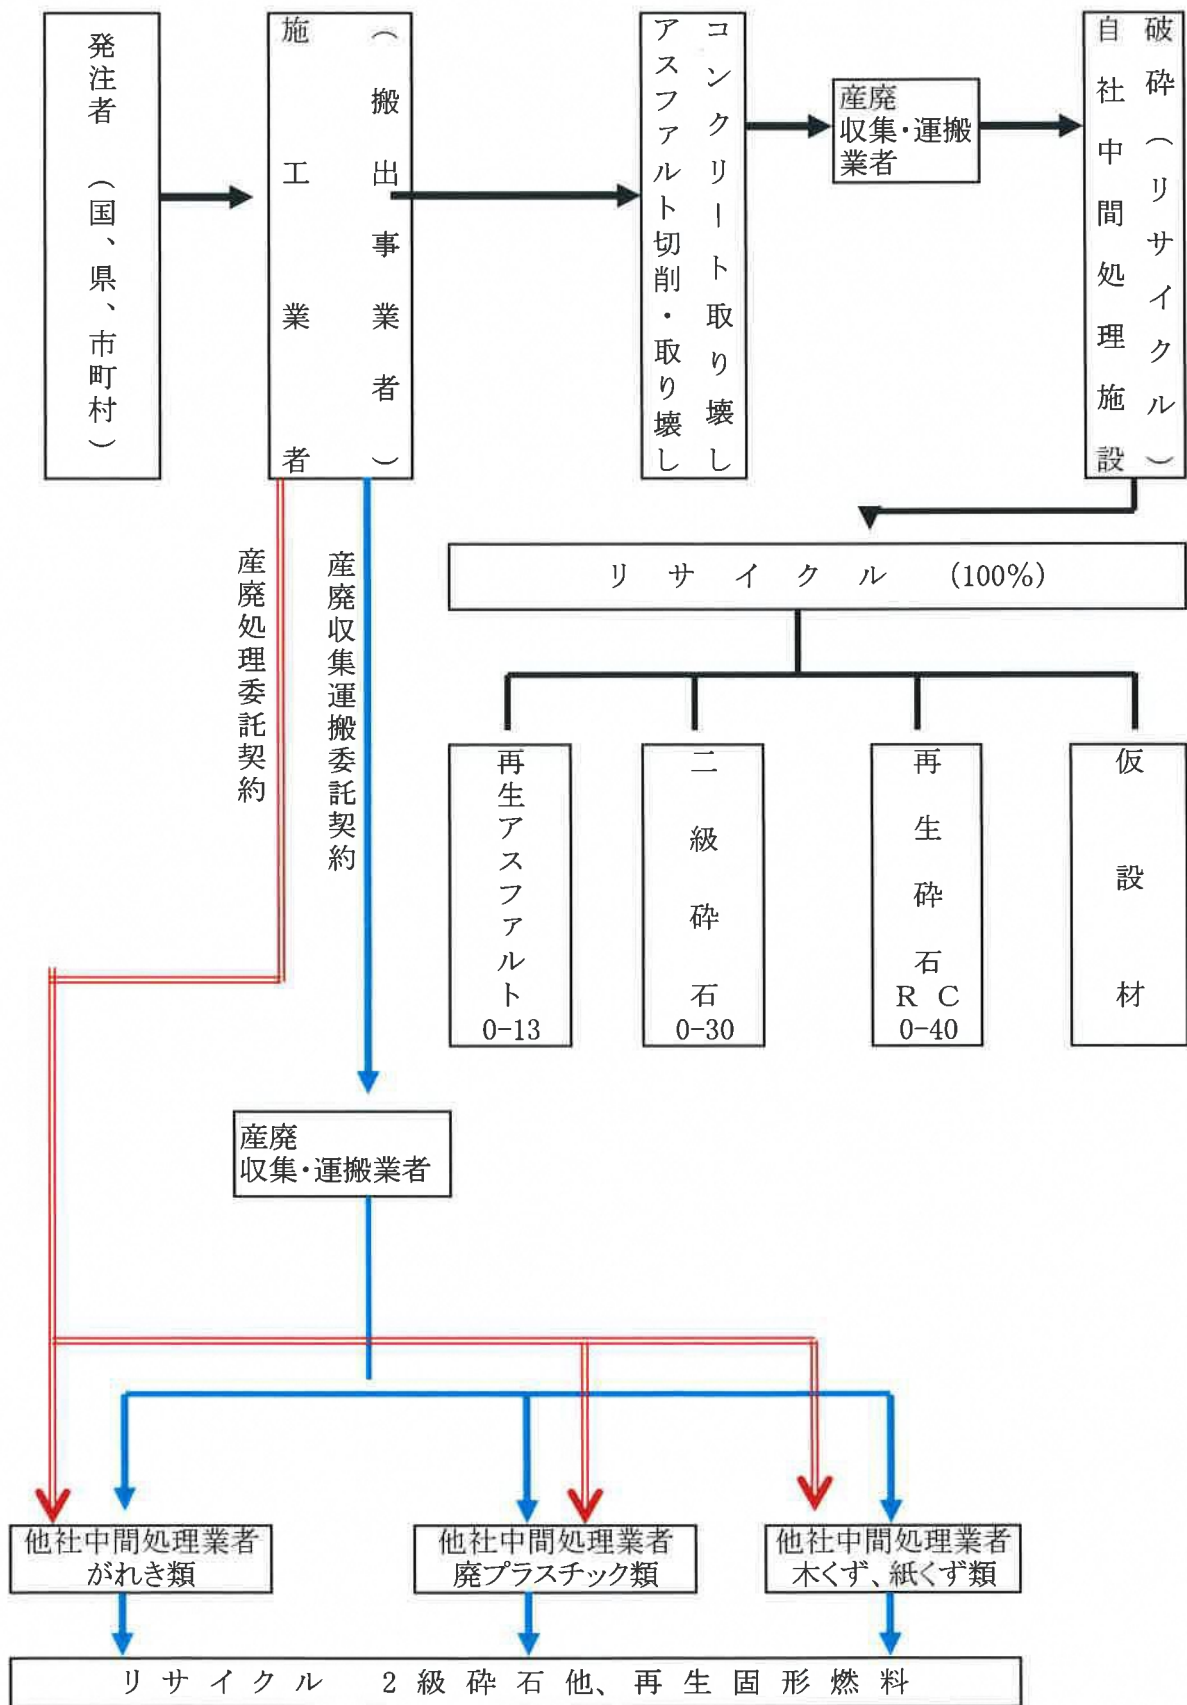 発注者（国、県、市町村）
（搬出事業者）
施工業者
コンクリート取り壊し
アスファルト切削・取り壊し
産廃
収集・運搬
業者
破砕（リサイクル）
自社中間処理施設
リサイクル (100%)
再生アスファルト
0-13
二級砕石
0-30
再生砕石
RC
0-40
仮設材
産廃収集運搬委託契約
産廃処理委託契約
産廃
収集・運搬業者
他社中間処理業者
がれき類
他社中間処理業者
廃プラスチック類
他社中間処理業者
木くず、紙くず類
リサイクル 2級砕石他、再生固形燃料